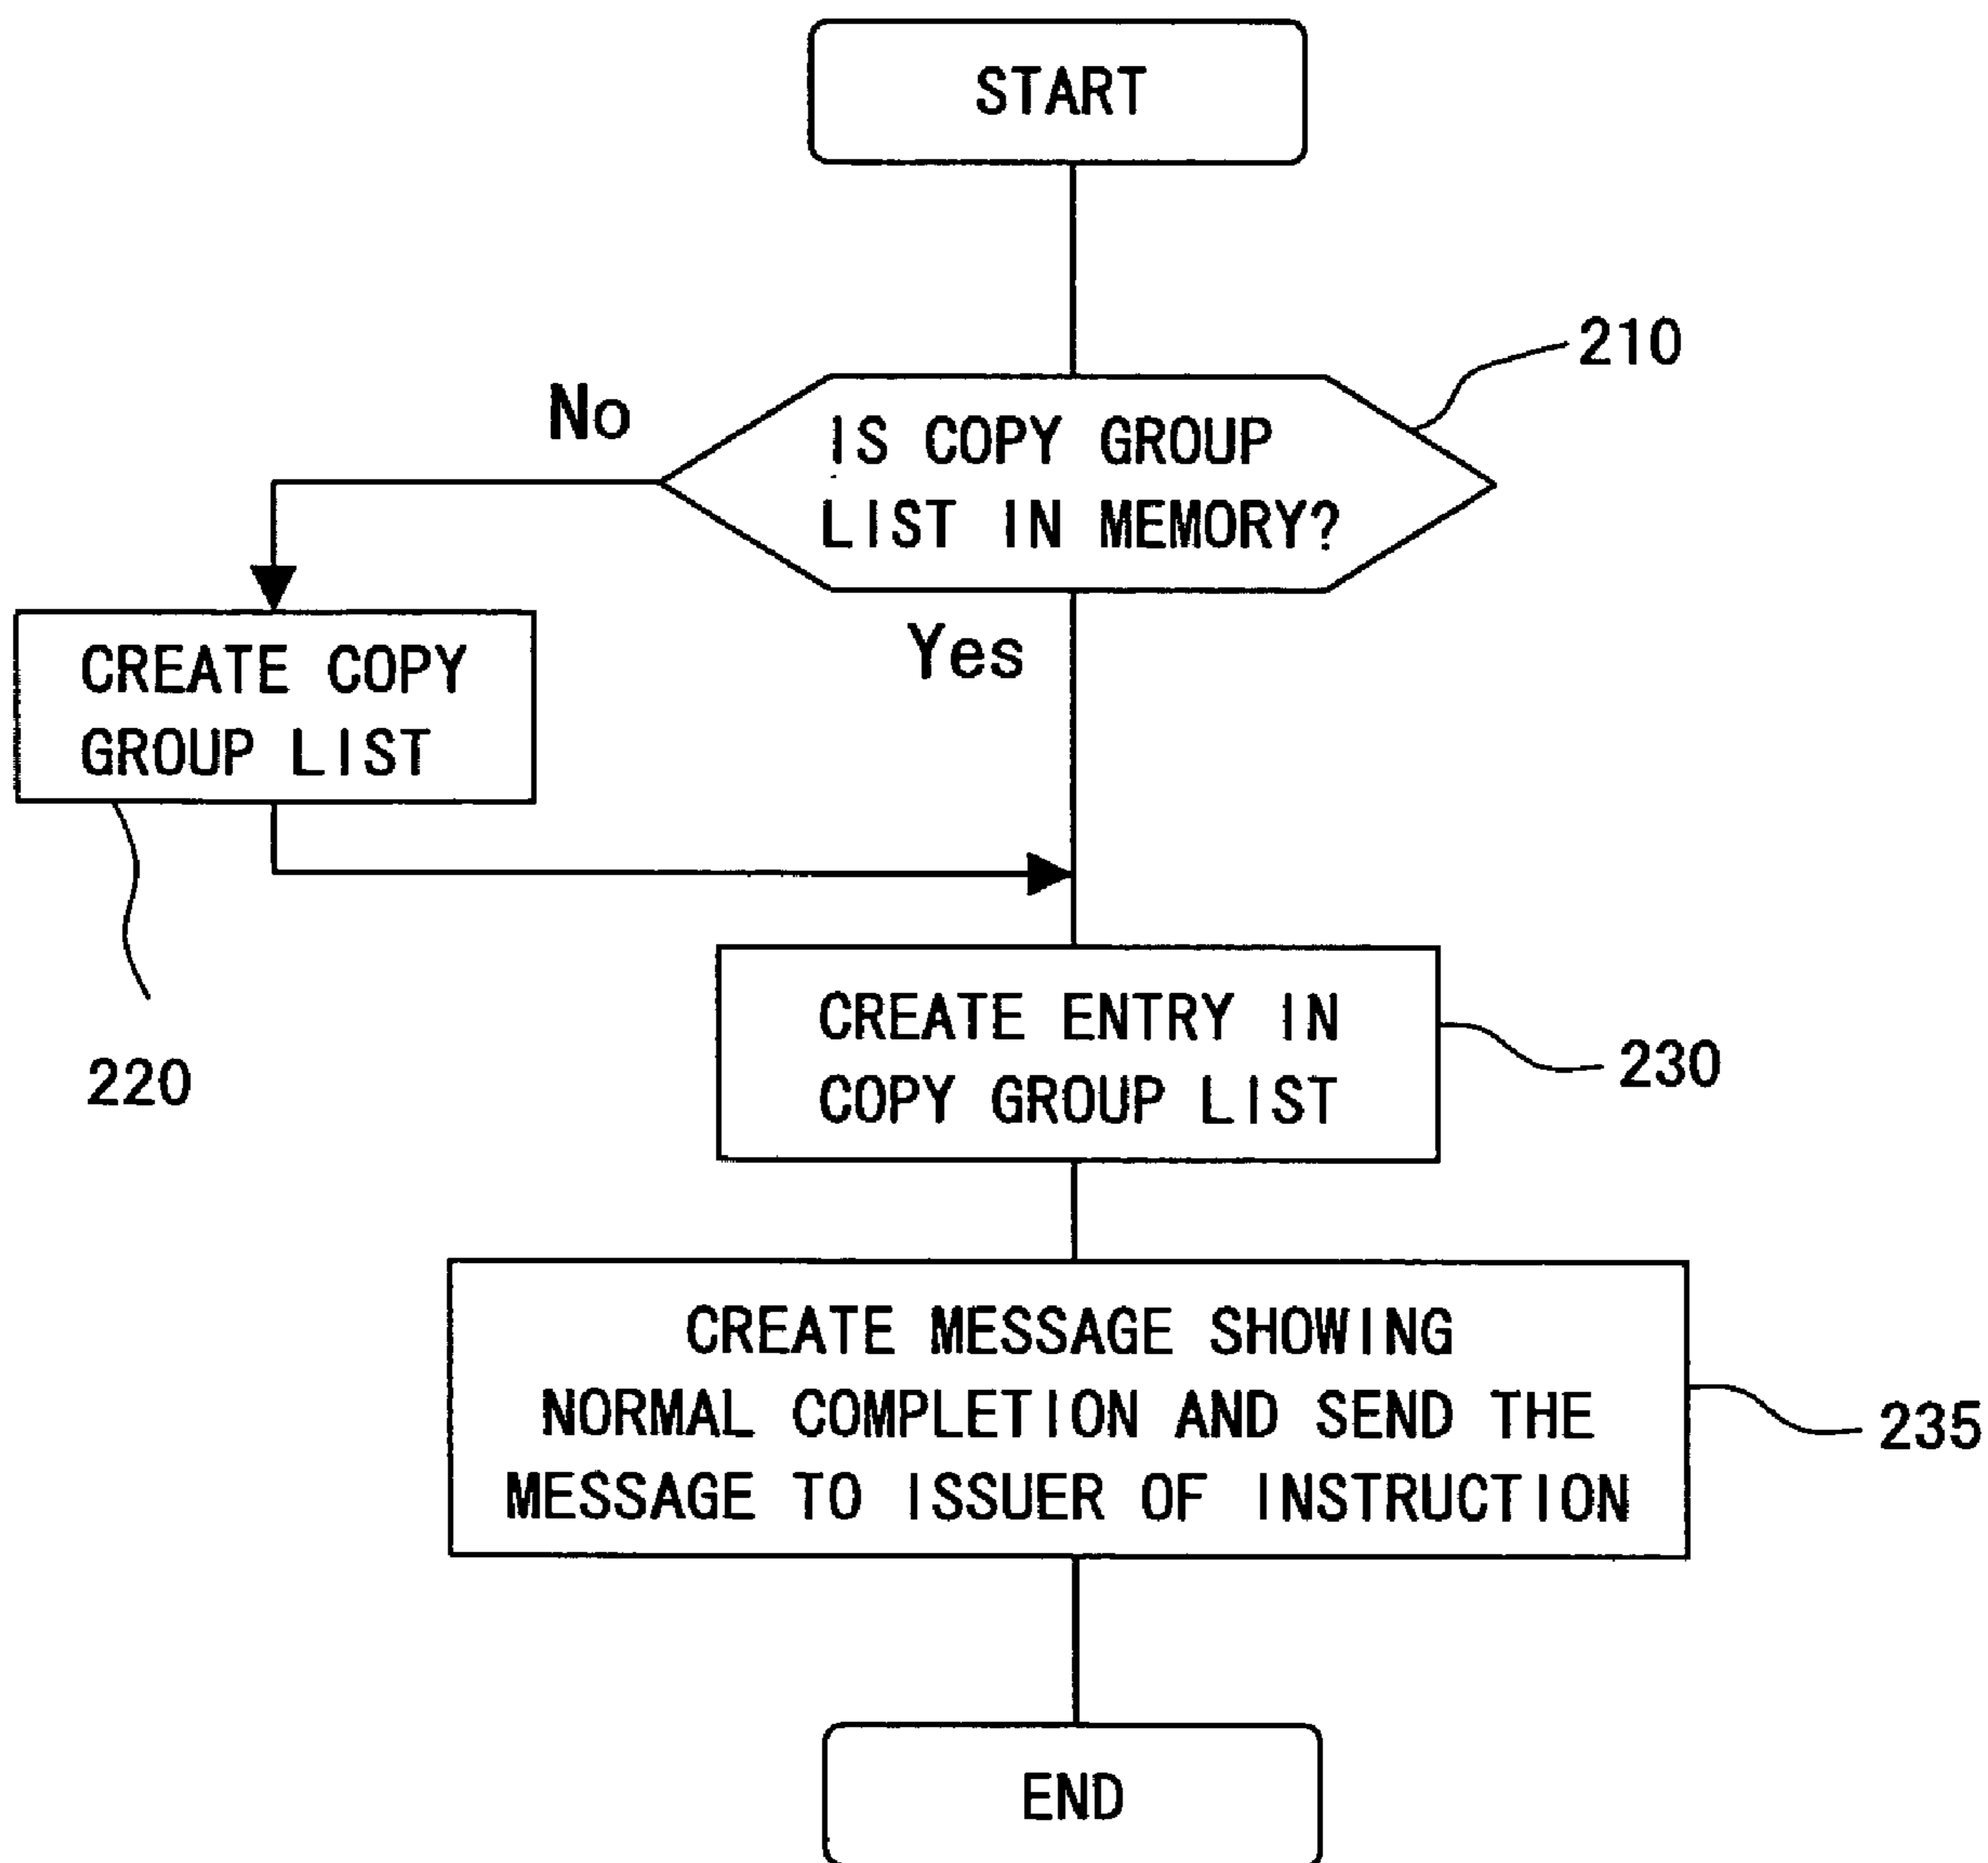 START
210
No
IS COPY GROUP
LIST IN MEMORY?
Yes
CREATE COPY
GROUP LIST
220
CREATE ENTRY IN
COPY GROUP LIST
230
CREATE MESSAGE SHOWING
NORMAL COMPLETION AND SEND THE
MESSAGE TO ISSUER OF INSTRUCTION
235
END